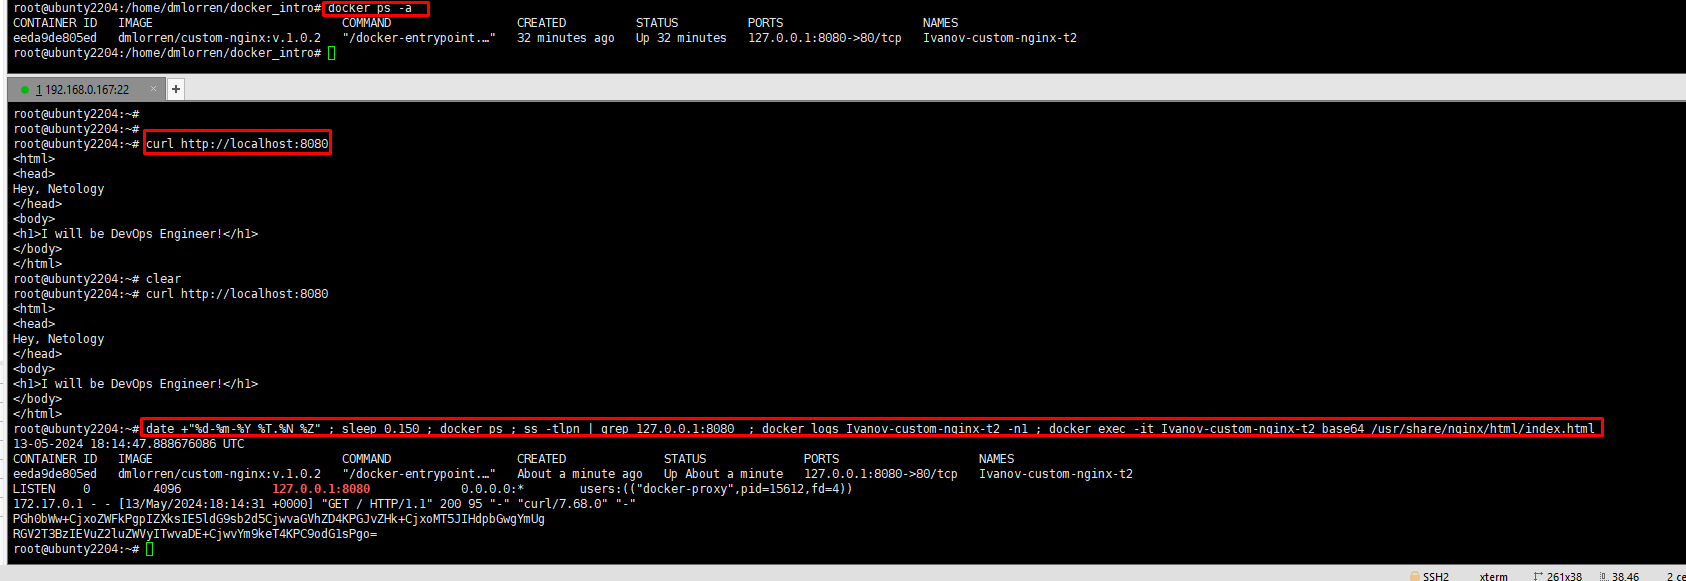 root@ubunty2204:/home/dmlorren/docker_intro# docker ps -a
CONTAINER ID   IMAGE                           COMMAND                  CREATED          STATUS          PORTS                    NAMES
eeda9de805ed   dmlorren/custom-nginx:v.1.0.2   "/docker-entrypoint.…"   32 minutes ago   Up 32 minutes   127.0.0.1:8080->80/tcp   Ivanov-custom-nginx-t2
root@ubunty2204:/home/dmlorren/docker_intro#
1 192.168.0.167:22 × +
root@ubunty2204:~#
root@ubunty2204:~#
root@ubunty2204:~# curl http://localhost:8080
<html>
<head>
Hey, Netology
</head>
<body>
<h1>I will be DevOps Engineer!</h1>
</body>
</html>
root@ubunty2204:~# clear
root@ubunty2204:~# curl http://localhost:8080
<html>
<head>
Hey, Netology
</head>
<body>
<h1>I will be DevOps Engineer!</h1>
</body>
</html>
root@ubunty2204:~# date +"%d-%m-%Y %T.%N %Z" ; sleep 0.150 ; docker ps ; ss -tlpn | grep 127.0.0.1:8080  ; docker logs Ivanov-custom-nginx-t2 -n1 ; docker exec -it Ivanov-custom-nginx-t2 base64 /usr/share/nginx/html/index.html
13-05-2024 18:14:47.888676086 UTC
CONTAINER ID   IMAGE                           COMMAND                  CREATED              STATUS              PORTS                    NAMES
eeda9de805ed   dmlorren/custom-nginx:v.1.0.2   "/docker-entrypoint.…"   About a minute ago   Up About a minute   127.0.0.1:8080->80/tcp   Ivanov-custom-nginx-t2
LISTEN    0         4096             127.0.0.1:8080             0.0.0.0:*        users:(("docker-proxy",pid=15612,fd=4))
172.17.0.1 - - [13/May/2024:18:14:31 +0000] "GET / HTTP/1.1" 200 95 "-" "curl/7.68.0" "-"
PGh0bWw+CjxoZWFkPgpIZXksIE5ldG9sb2d5CjwvaGVhZD4KPGJvZHk+CjxoMT5JIHdpbGwgYmUg
RGV2T3BzIEVuZ2luZWVyITwvaDE+CjwvYm9keT4KPC9odG1sPgo=
root@ubunty2204:~#
SSH2 xterm 261x38 38,46 2